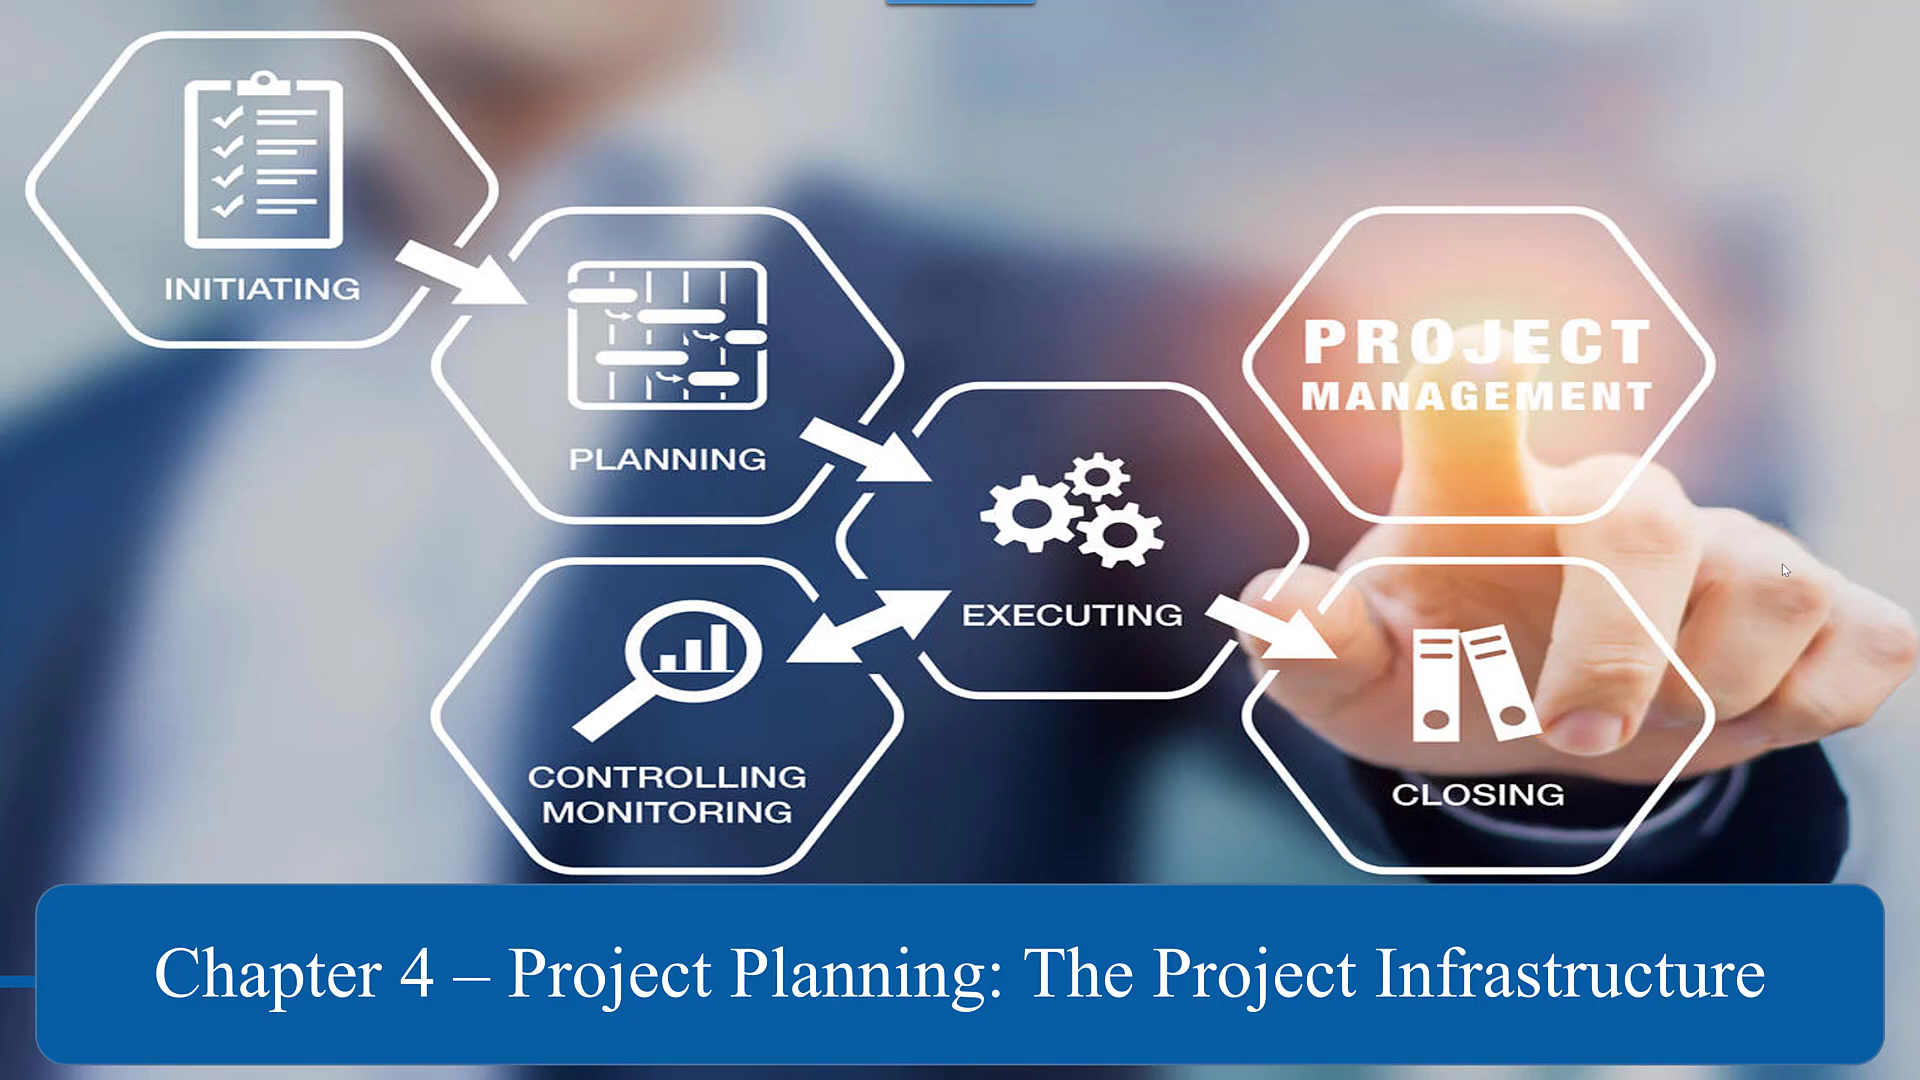 INITIATING
PLANNING
PROJECT
MANAGEMENT
EXECUTING
CONTROLLING
MONITORING
CLOSING
Chapter 4 – Project Planning: The Project Infrastructure